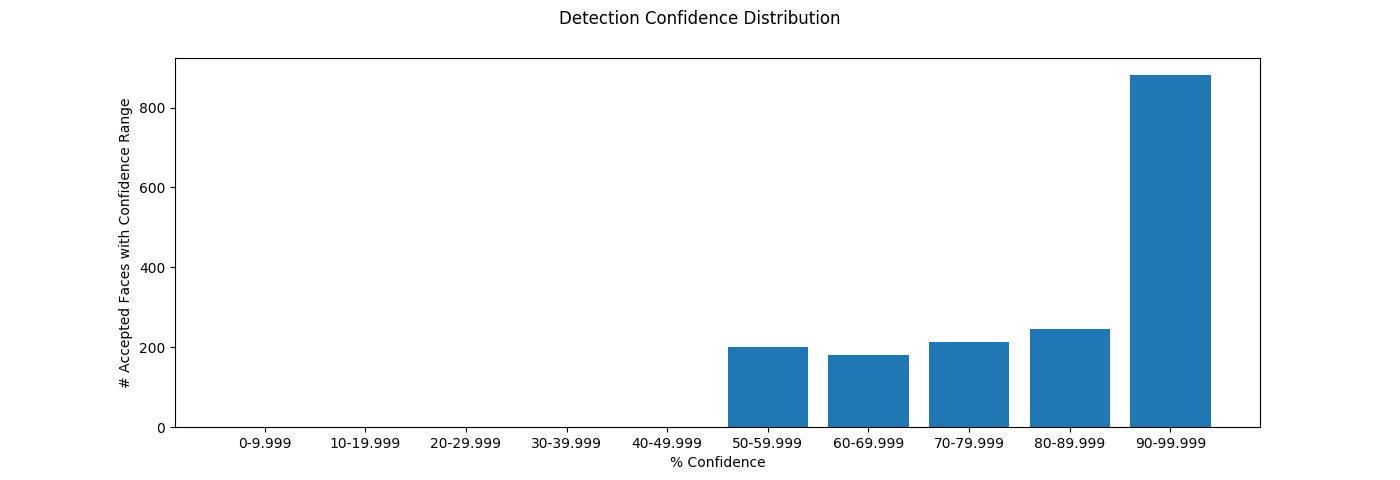 Detection Confidence Distribution
# Accepted Faces with Confidence Range
800
600
400
200
0
0-9.999 10-19.999 20-29.999 30-39.999 40-49.999 50-59.999 60-69.999 70-79.999 80-89.999 90-99.999
% Confidence